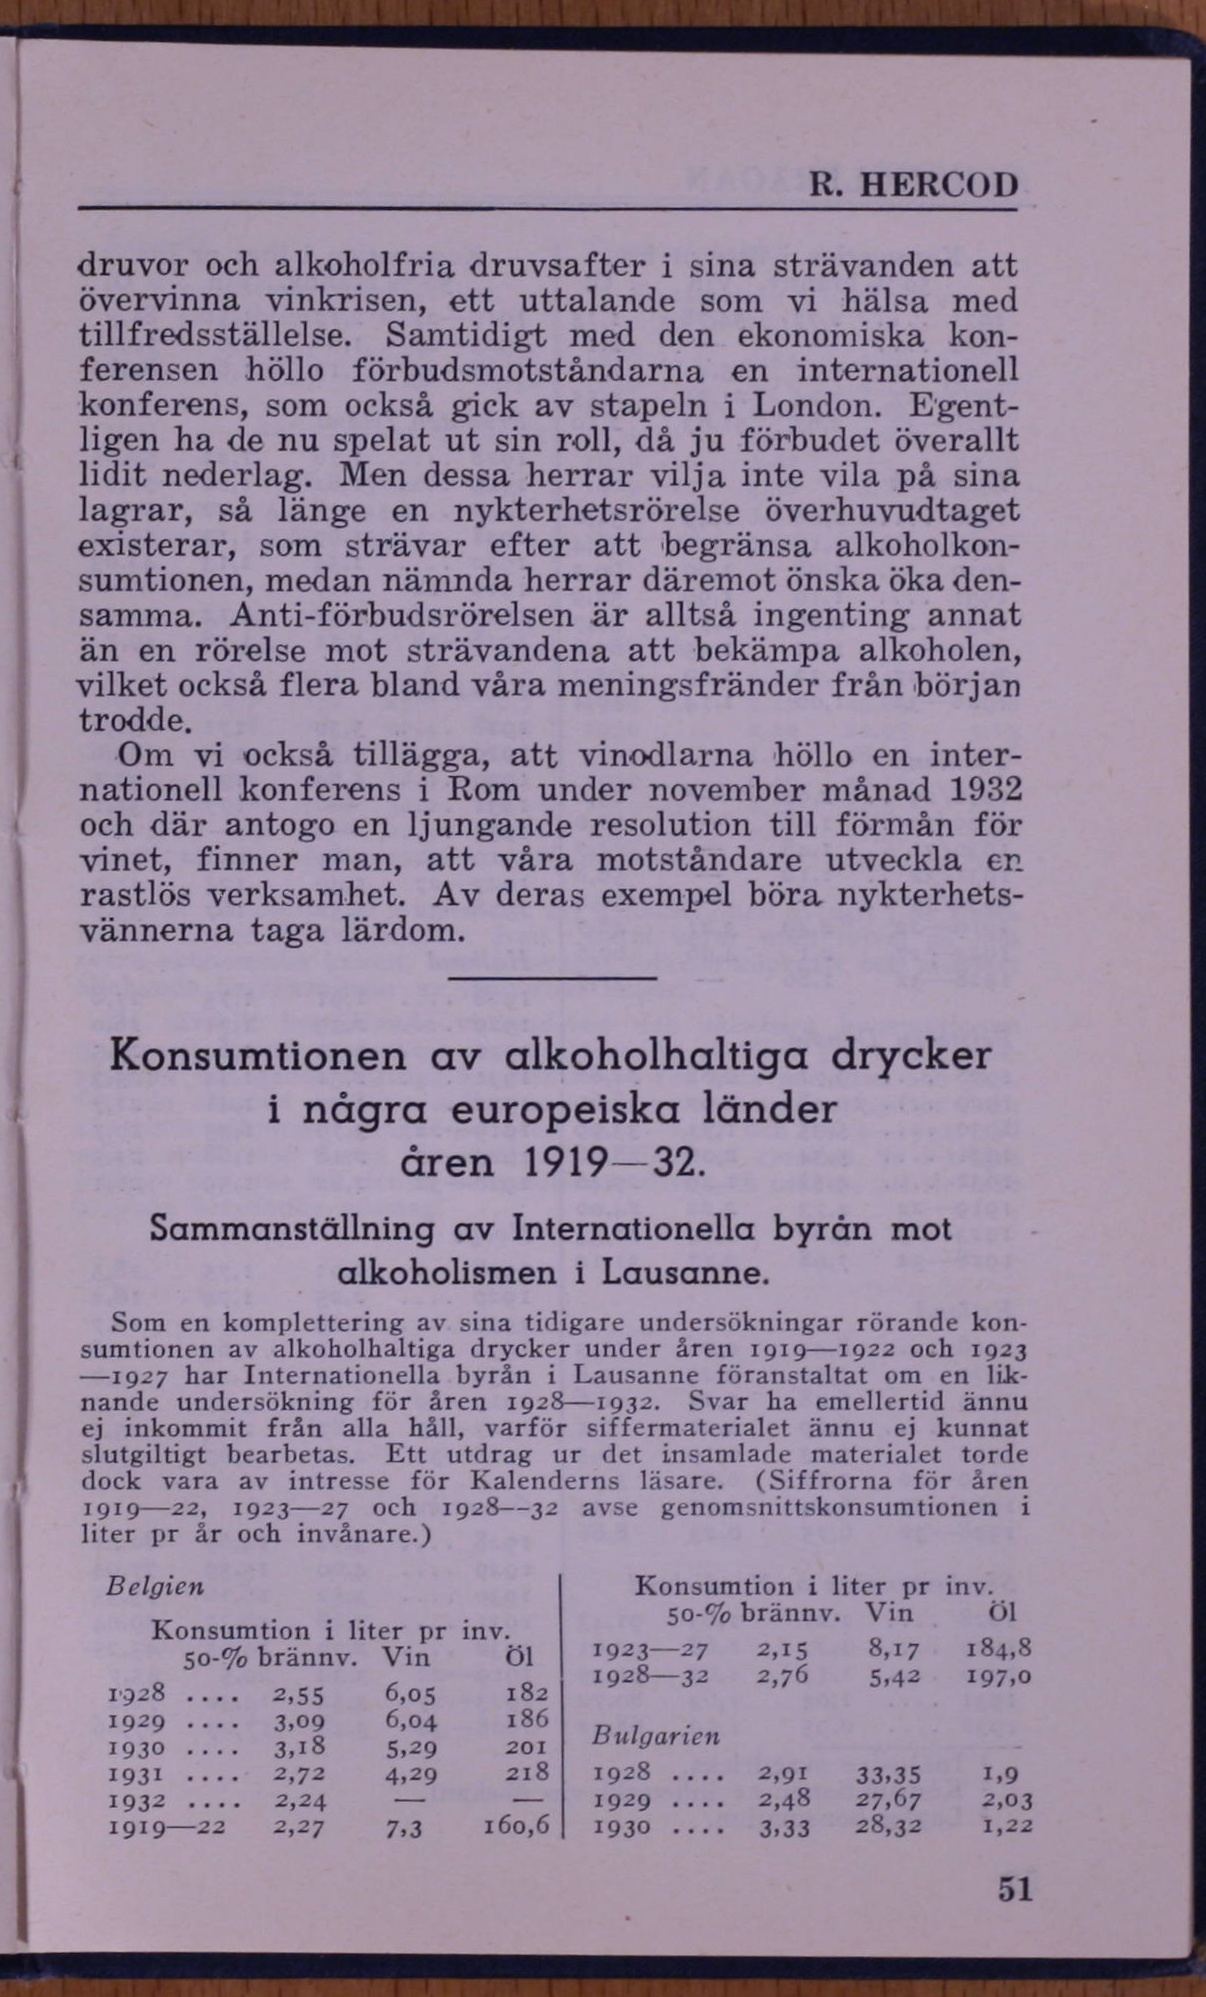 R. HERCOD
druvor och alkoholfria druvsafter i sina strävanden att
övervinna vinkrisen, ett uttalande som vi hälsa med
tillfredsställelse. Samtidigt med den ekonomiska kon-
ferensen höllo förbudsmotståndarna en internationell
konferens, som också gick av stapeln i London. Egent-
ligen ha de nu spelat ut sin roll, då ju förbudet överallt
lidit nederlag. Men dessa herrar vilja inte vila på sina
lagrar, så länge en nykterhetsrörelse överhuvudtaget
existerar, som strävar efter att begränsa alkoholkon-
sumtionen, medan nämnda herrar däremot önska öka den-
samma. Anti-förbudsrörelsen är alltså ingenting annat
än en rörelse mot strävandena att bekämpa alkoholen,
vilket också flera bland våra meningsfränder från början
trodde.
Om vi också tillägga, att vinodlarna höllo en inter-
nationell konferens i Rom under november månad 1932
och där antogo en ljungande resolution till förmån för
vinet, finner man, att våra motståndare utveckla en
rastlös verksamhet. Av deras exempel böra nykterhets-
vännerna taga lärdom.
Konsumtionen av alkoholhaltiga drycker
i några europeiska länder
åren 1919—32.
Sammanställning av Internationella byrån mot
alkoholismen i Lausanne.
Som en komplettering av sina tidigare undersökningar rörande kon-
sumtionen av alkoholhaltiga drycker under åren 1919—1922 och 1923
—1927 har Internationella byrån i Lausanne föranstaltat om en lik-
nande undersökning för åren 1928—1932. Svar ha emellertid ännu
ej inkommit från alla håll, varför siffermaterialet ännu ej kunnat
slutgiltigt bearbetas. Ett utdrag ur det insamlade materialet torde
dock vara av intresse för Kalenderns läsare. (Siffrorna för åren
1919—22, 1923—27 och 1928—32 avse genomsnittskonsumtionen i
liter pr år och invånare.)
Belgien
Konsumtion i liter pr inv.
50-% brännv. Vin Öl
1928 .... 2,55 6,05 182
1929 .... 3,09 6,04 186
1930 .... 3,18 5,29 201
1931 .... 2,72 4,29 218
1932 .... 2,24 — —
1919—22 2,27 7,3 160,6
Konsumtion i liter pr inv.
50-% brännv. Vin Öl
1923—27 2,15 8,17 184,8
1928—32 2,76 5,42 197,0
Bulgarien
1928 .... 2,91 33,35 1,9
1929 .... 2,48 27,67 2,03
1930 .... 3,33 28,32 1,22
51